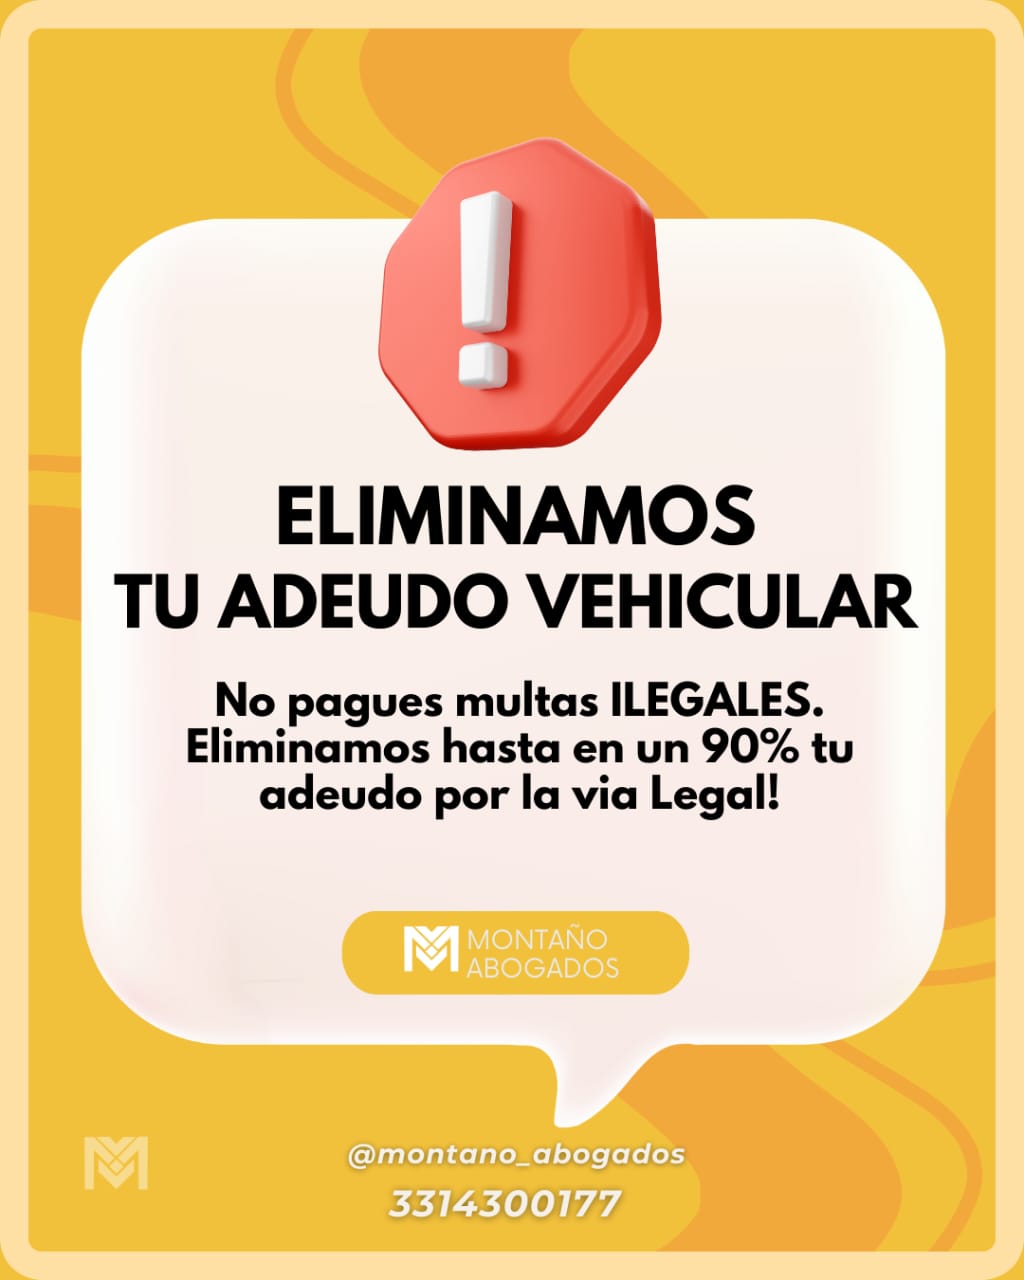 ELIMINAMOS
TU ADEUDO VEHICULAR
No pagues multas ILEGALES.
Eliminamos hasta en un 90% tu
adeudo por la via Legal!
MONTAÑO
ABOGADOS
@montano_abogados
3314300177